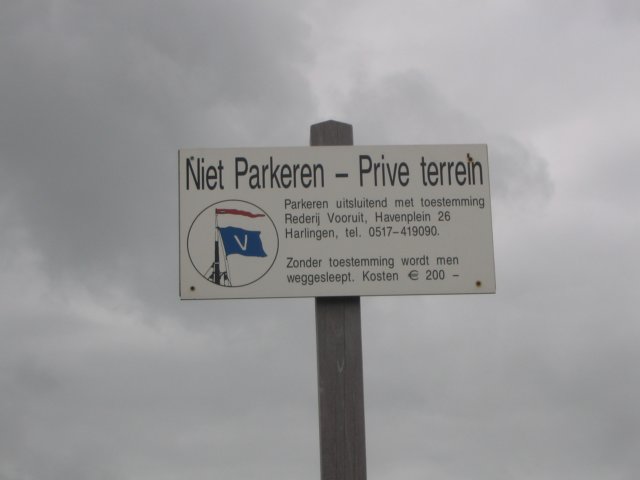 Niet Parkeren – Prive terrein
Parkeren uitsluitend met toestemming
Rederij Vooruit, Havenplein 26
Harlingen, tel. 0517–419090.
V
Zonder toestemming wordt men
weggesleept. Kosten € 200 –